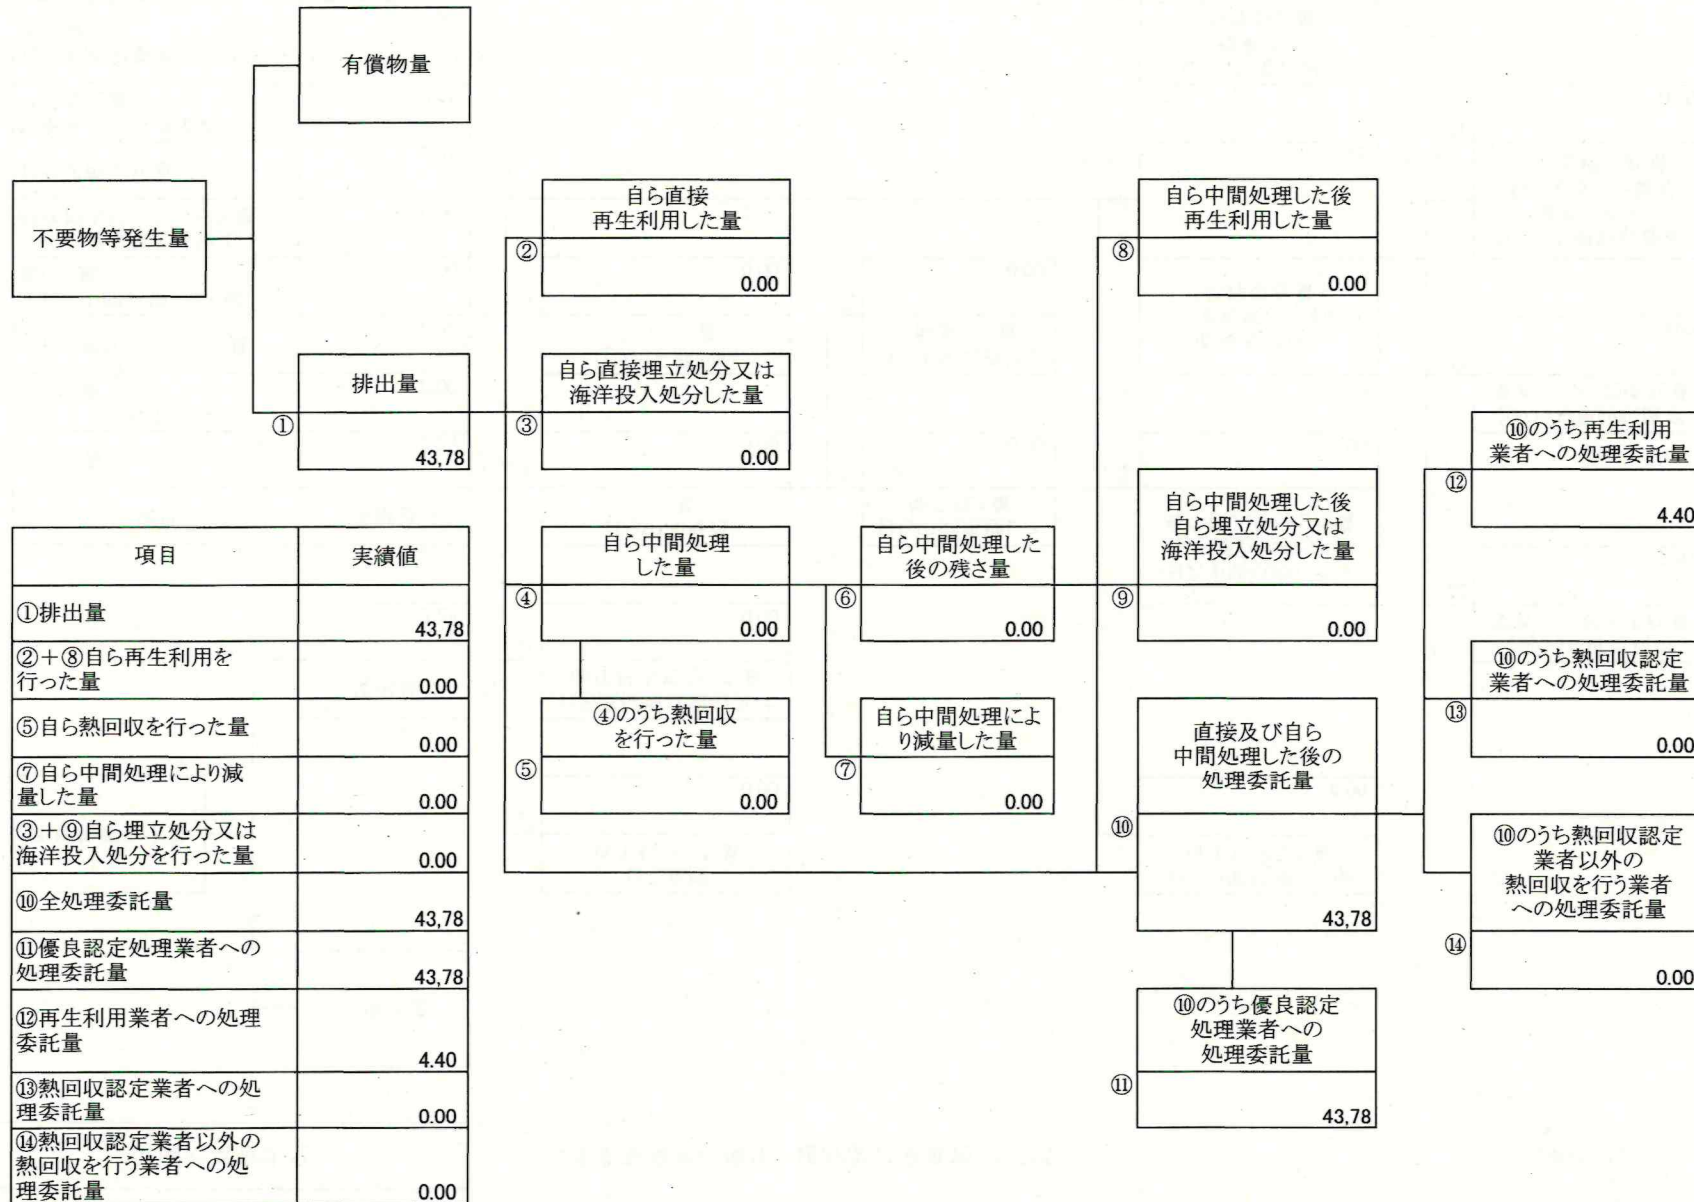 有償物量
不要物等発生量
排出量
①
43,78
自ら直接
再生利用した量
②
0.00
自ら直接埋立処分又は
海洋投入処分した量
③
0.00
自ら中間処理
した量
④
0.00
④のうち熱回収
を行った量
⑤
0.00
自ら中間処理した
後の残さ量
⑥
0.00
自ら中間処理によ
り減量した量
⑦
0.00
自ら中間処理した後
再生利用した量
⑧
0.00
自ら中間処理した後
自ら埋立処分又は
海洋投入処分した量
⑨
0.00
直接及び自ら
中間処理した後の
処理委託量
⑩
43,78
⑩のうち優良認定
処理業者への
処理委託量
⑪
43,78
⑩のうち再生利用
業者への処理委託量
⑫
4.40
⑩のうち熱回収認定
業者への処理委託量
⑬
0.00
⑩のうち熱回収認定
業者以外の
熱回収を行う業者
への処理委託量
⑭
0.00
項目 実績値
①排出量
43,78
②+⑧自ら再生利用を
行った量
0.00
⑤自ら熱回収を行った量
0.00
⑦自ら中間処理により減
量した量
0.00
③+⑨自ら埋立処分又は
海洋投入処分を行った量
0.00
⑩全処理委託量
43,78
⑪優良認定処理業者への
処理委託量
43,78
⑫再生利用業者への処理
委託量
4.40
⑬熱回収認定業者への処
理委託量
0.00
⑭熱回収認定業者以外の
熱回収を行う業者への処
理委託量
0.00